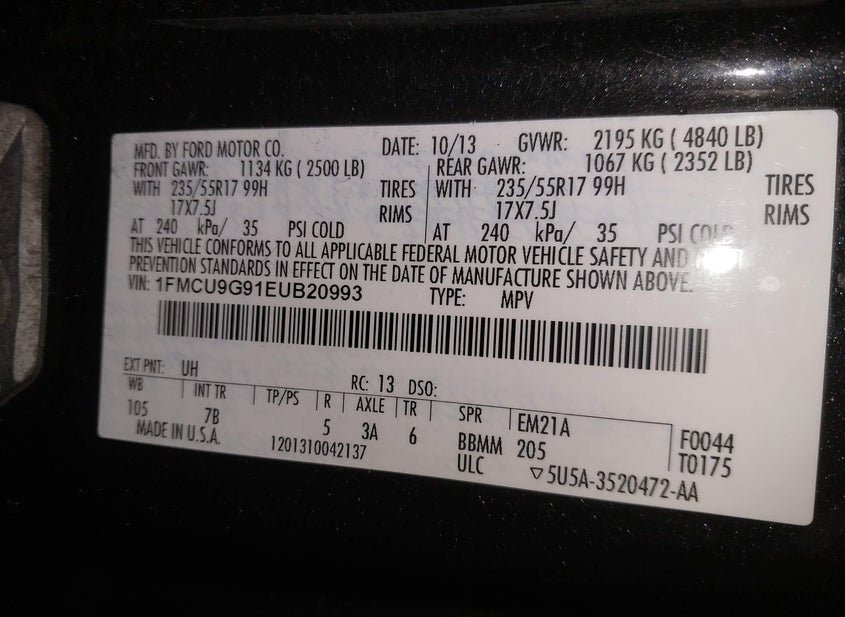 MFD. BY FORD MOTOR CO. DATE: 10/13 GVWR: 2195 KG ( 4840 LB)
FRONT GAWR: 1134 KG ( 2500 LB) REAR GAWR: 1067 KG ( 2352 LB)
WITH 235/55R17 99H TIRES WITH 235/55R17 99H TIRES
17X7.5J RIMS 17X7.5J RIMS
AT 240 kPa/ 35 PSI COLD AT 240 kPa/ 35 PSI COLD
THIS VEHICLE CONFORMS TO ALL APPLICABLE FEDERAL MOTOR VEHICLE SAFETY AND
PREVENTION STANDARDS IN EFFECT ON THE DATE OF MANUFACTURE SHOWN ABOVE.
VIN: 1FMCU9G91EUB20993 TYPE: MPV
EXT PNT: UH RC: 13 DSO:
WB INT TR TP/PS R AXLE TR SPR EM21A F0044
105 7B 5 3A 6 BBMM 205 T0175
MADE IN U.S.A. 1201310042137 ULC ▽5U5A-3520472-AA